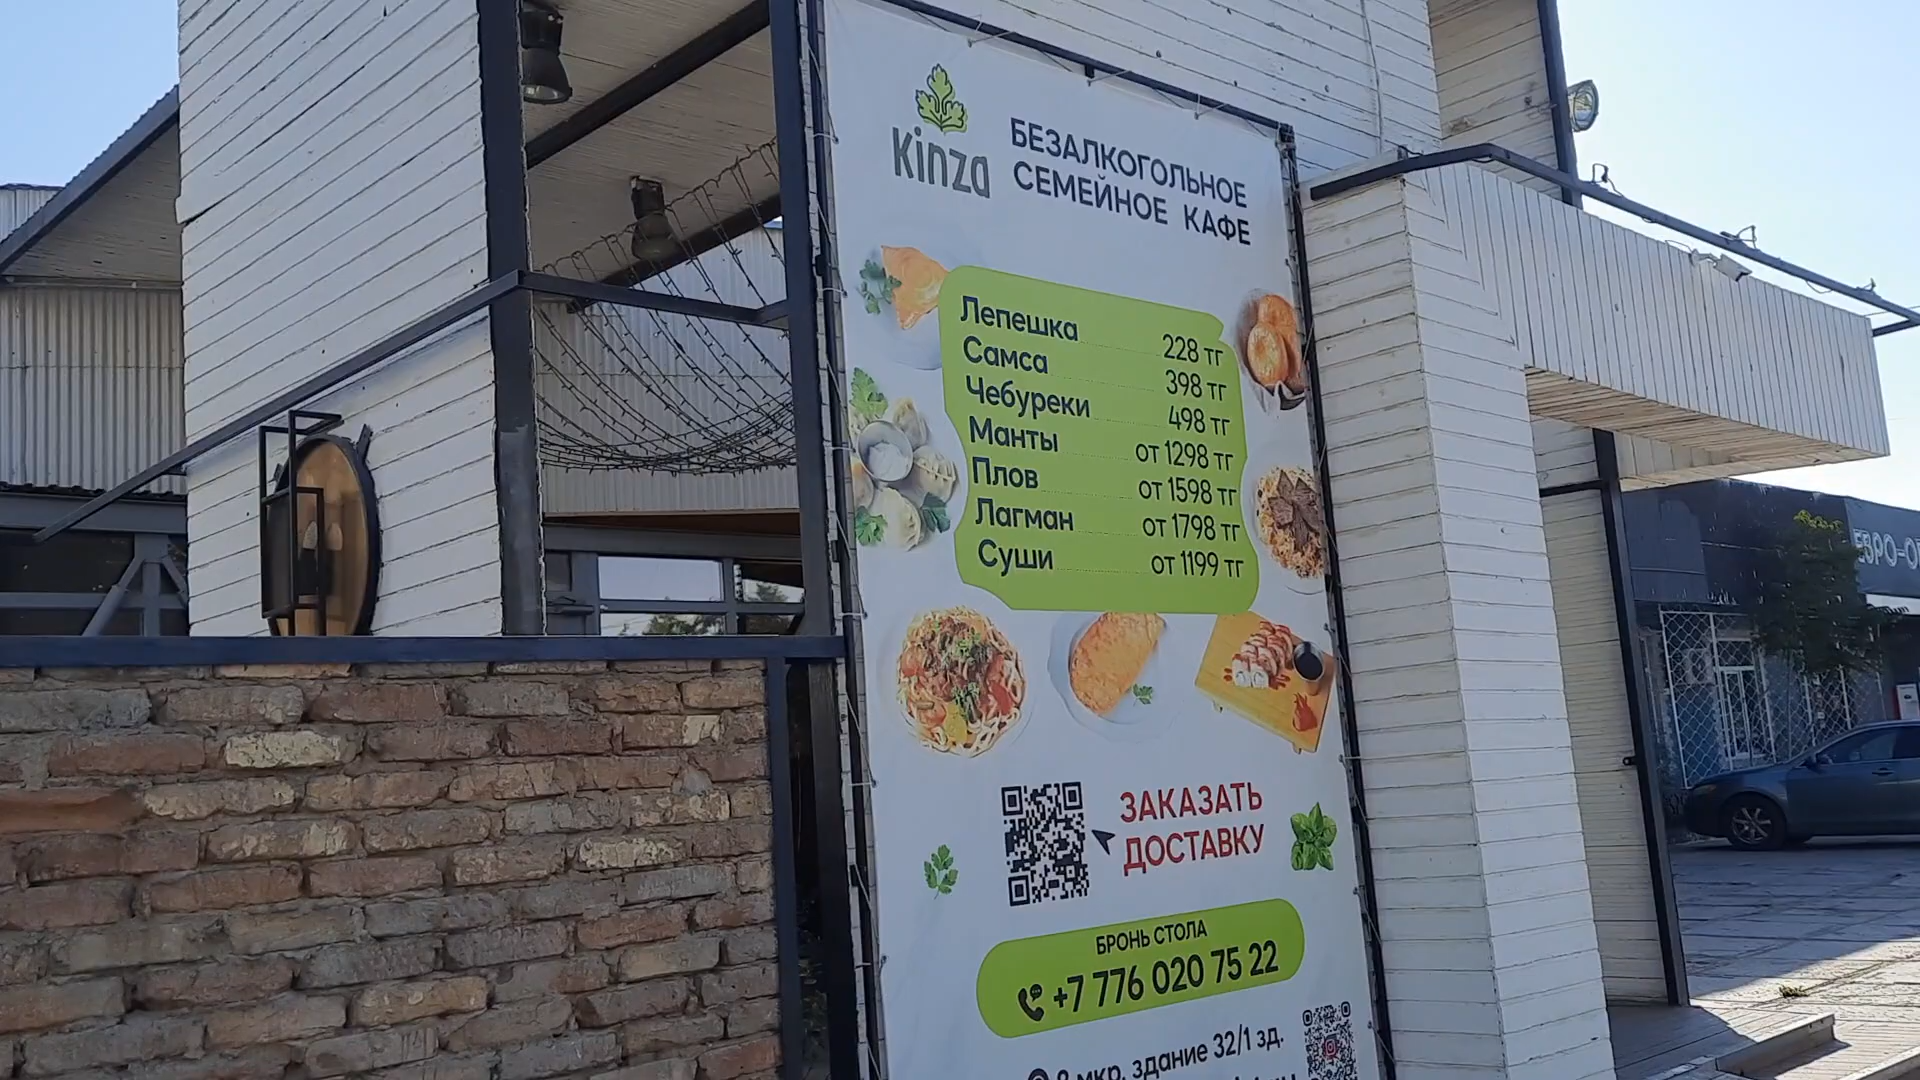 Kinza
БЕЗАЛКОГОЛЬНОЕ
СЕМЕЙНОЕ КАФЕ
Лепешка 228 тг
Самса 398 тг
Чебуреки 498 тг
Манты от 1298 тг
Плов от 1598 тг
Лагман от 1798 тг
Суши от 1199 тг
ЗАКАЗАТЬ
ДОСТАВКУ
БРОНЬ СТОЛА
+7 776 020 75 22
8 мкр, здание 32/1 зд.
ЕВРО-